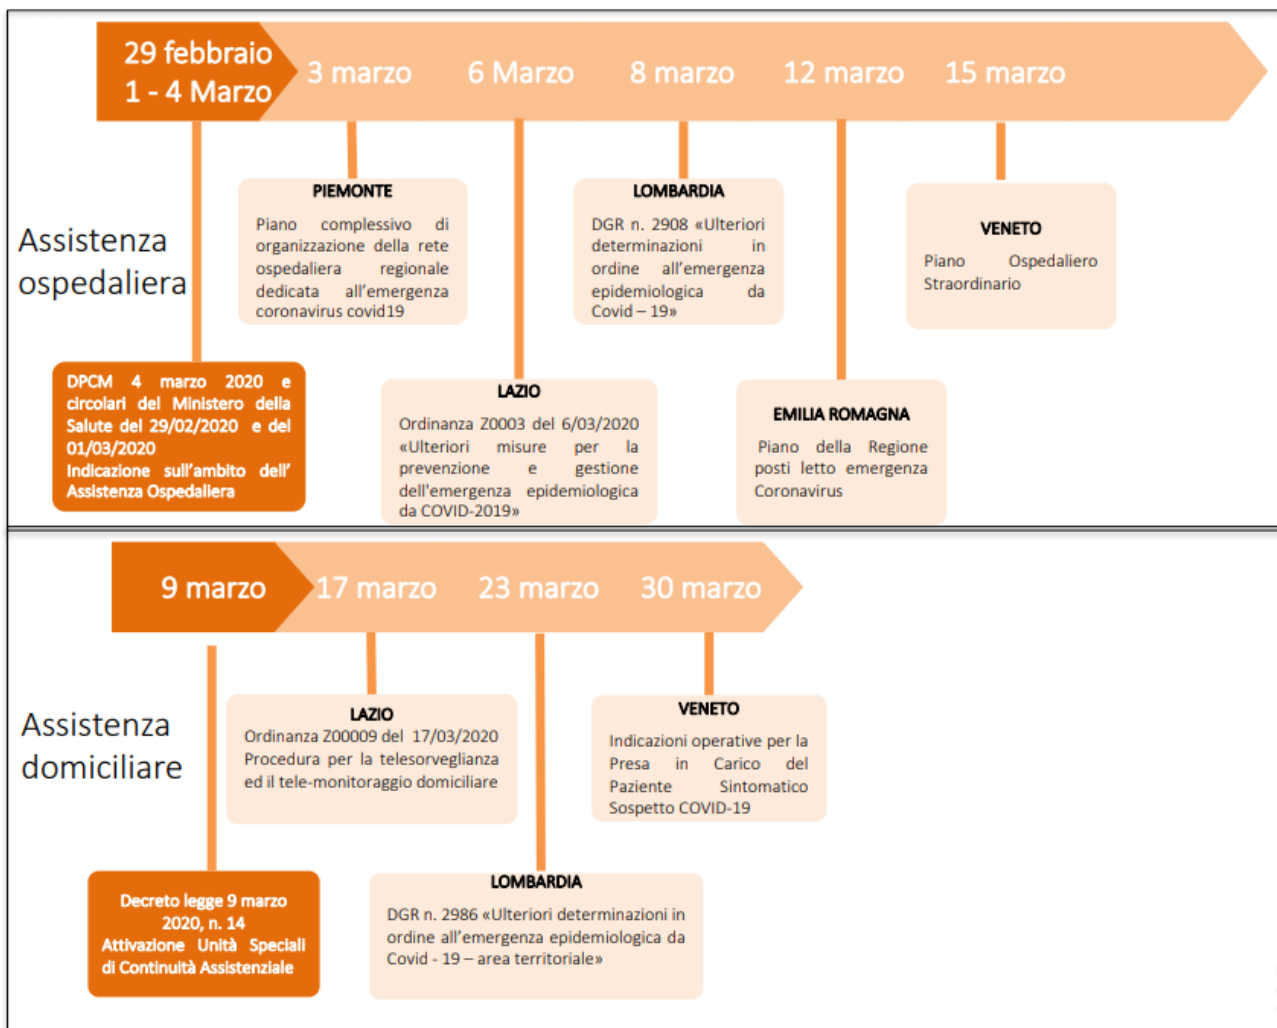 29 febbraio
1 - 4 Marzo
3 marzo
6 Marzo
8 marzo
12 marzo
15 marzo
Assistenza
ospedaliera
PIEMONTE
Piano complessivo di
organizzazione della rete
ospedaliera regionale
dedicata all'emergenza
coronavirus covid19
LOMBARDIA
DGR n. 2908 «Ulteriori
determinazioni in
ordine all'emergenza
epidemiologica da
Covid – 19»
VENETO
Piano Ospedaliero
Straordinario
DPCM 4 marzo 2020 e
circolari del Ministero della
Salute del 29/02/2020 e del
01/03/2020
Indicazione sull'ambito dell'
Assistenza Ospedaliera
LAZIO
Ordinanza Z0003 del 6/03/2020
«Ulteriori misure per la
prevenzione e gestione
dell'emergenza epidemiologica
da COVID-2019»
EMILIA ROMAGNA
Piano della Regione
posti letto emergenza
Coronavirus
9 marzo
17 marzo
23 marzo
30 marzo
Assistenza
domiciliare
LAZIO
Ordinanza Z00009 del 17/03/2020
Procedura per la telesorveglianza
ed il tele-monitoraggio domiciliare
VENETO
Indicazioni operative per la
Presa in Carico del
Paziente Sintomatico
Sospetto COVID-19
Decreto legge 9 marzo
2020, n. 14
Attivazione Unità Speciali
di Continuità Assistenziale
LOMBARDIA
DGR n. 2986 «Ulteriori determinazioni in
ordine all'emergenza epidemiologica da
Covid - 19 – area territoriale»